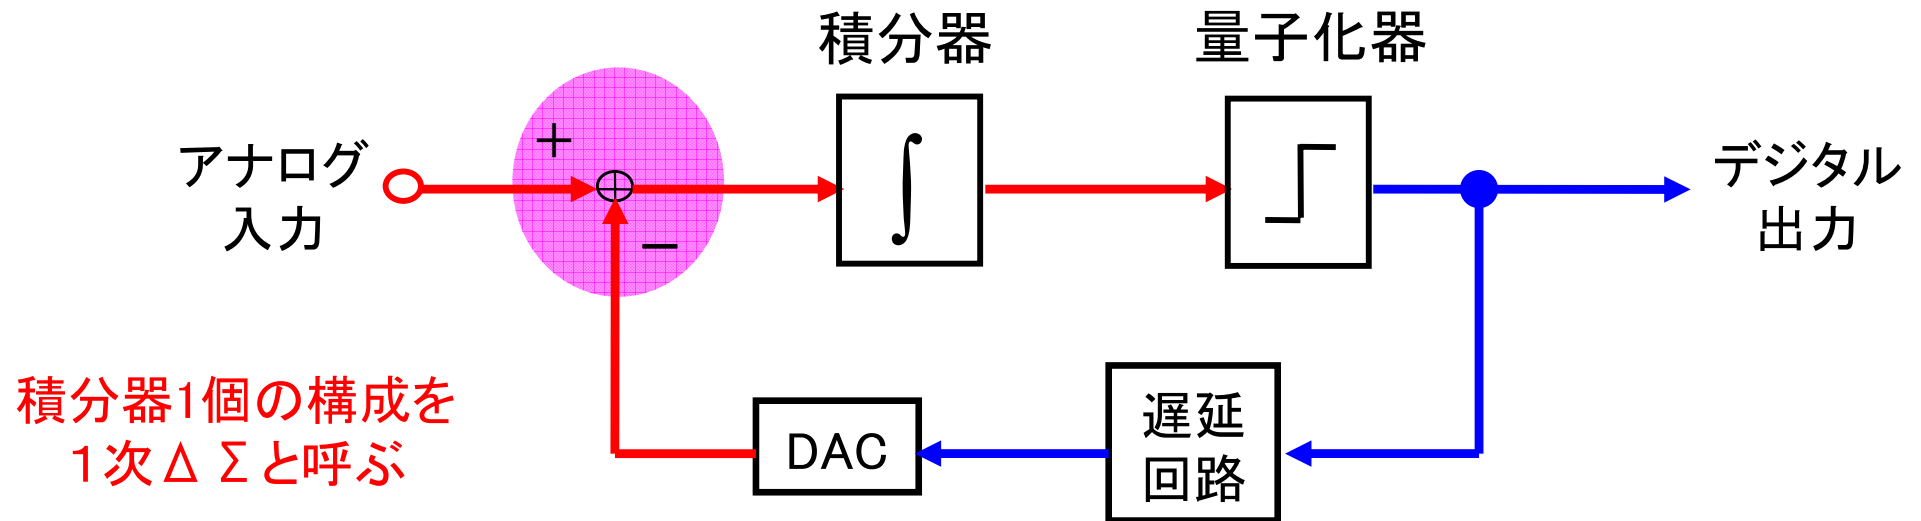 積分器
量子化器
アナログ
入力
+
−
デジタル
出力
積分器1個の構成を
1次ΔΣと呼ぶ
DAC
遅延
回路